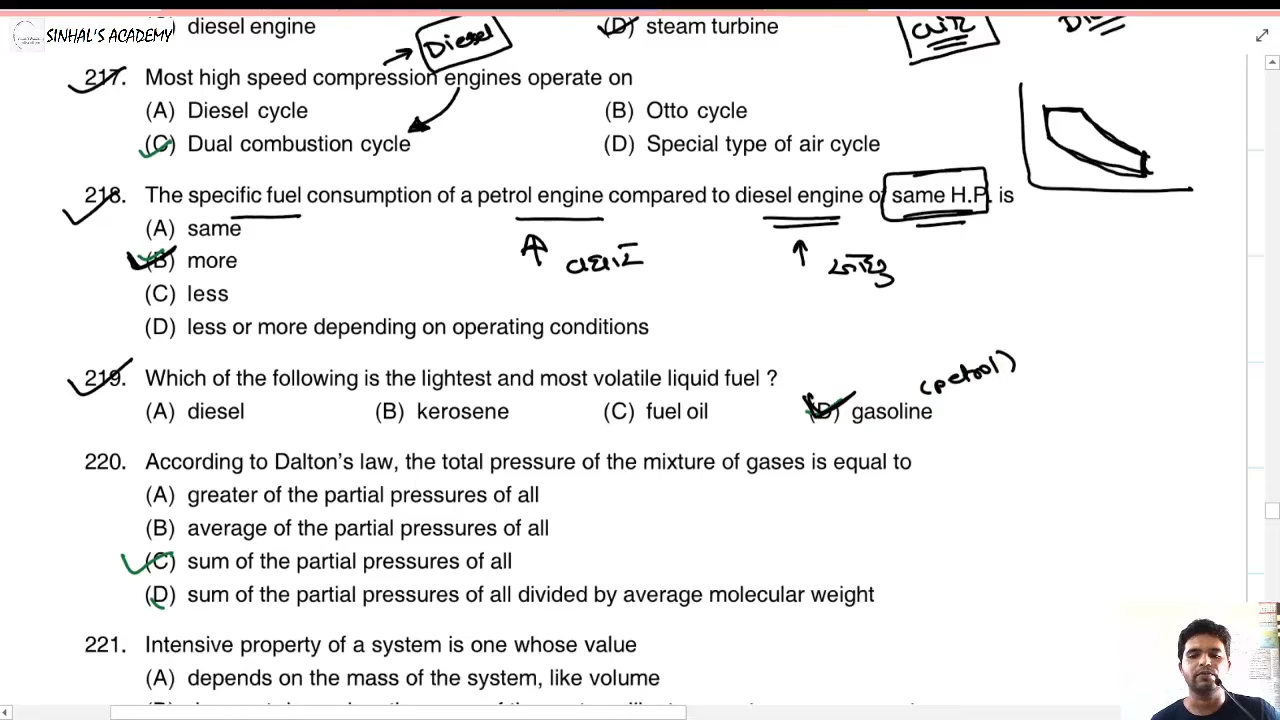 diesel engine (D) steam turbine
Diesel air
SINHAL'S ACADEMY
217. Most high speed compression engines operate on
(A) Diesel cycle (B) Otto cycle
(C) Dual combustion cycle (D) Special type of air cycle
218. The specific fuel consumption of a petrol engine compared to diesel engine of same H.P. is
(A) same
(B) more
(C) less
(D) less or more depending on operating conditions
219. Which of the following is the lightest and most volatile liquid fuel ?
(petrol)
(A) diesel (B) kerosene (C) fuel oil (D) gasoline
220. According to Dalton's law, the total pressure of the mixture of gases is equal to
(A) greater of the partial pressures of all
(B) average of the partial pressures of all
(C) sum of the partial pressures of all
(D) sum of the partial pressures of all divided by average molecular weight
221. Intensive property of a system is one whose value
(A) depends on the mass of the system, like volume